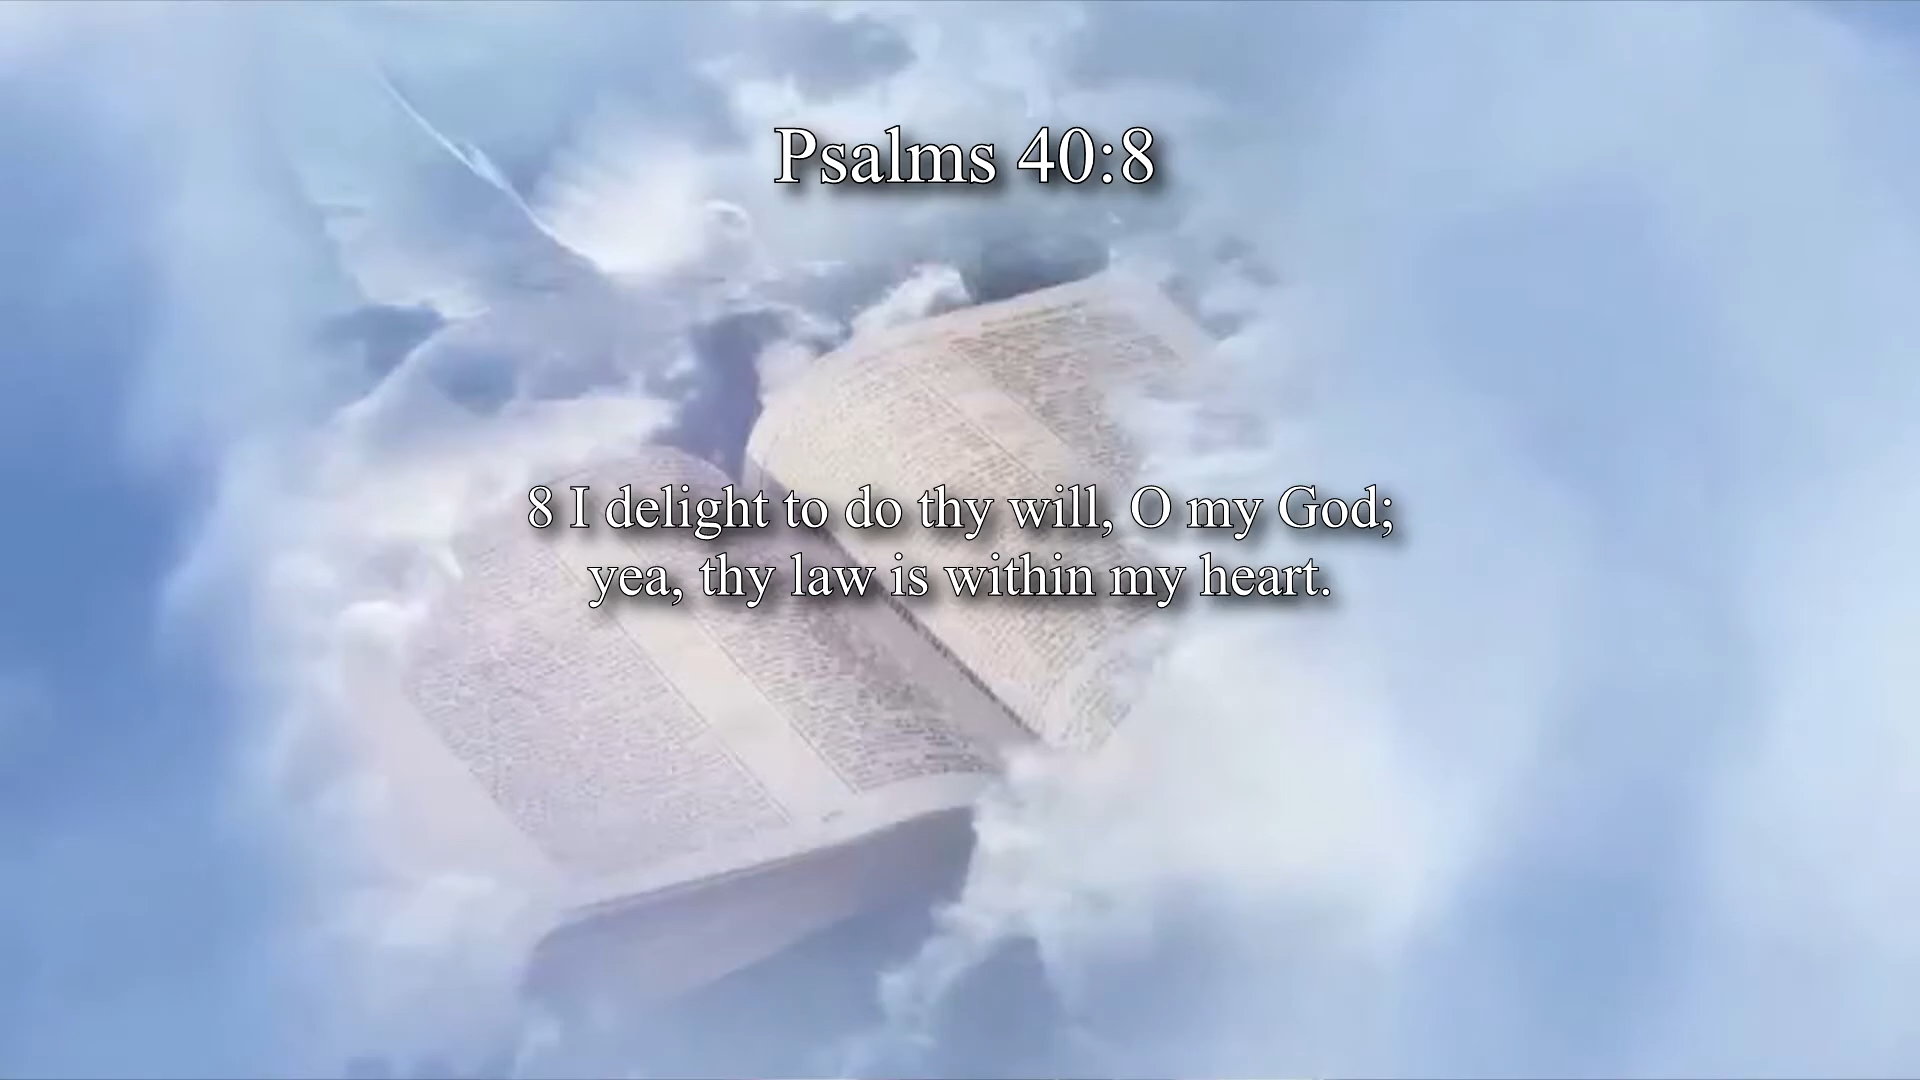 Psalms 40:8
8 I delight to do thy will, O my God;
yea, thy law is within my heart.